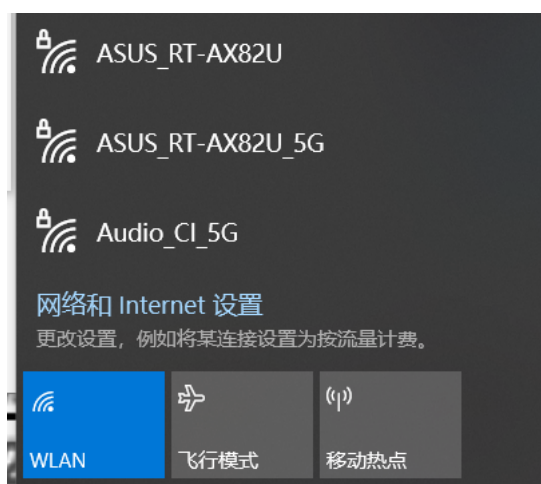 ASUS_RT-AX82U
ASUS_RT-AX82U_5G
Audio_CI_5G
网络和 Internet 设置
更改设置，例如将某连接设置为按流量计费。
WLAN 飞行模式 移动热点